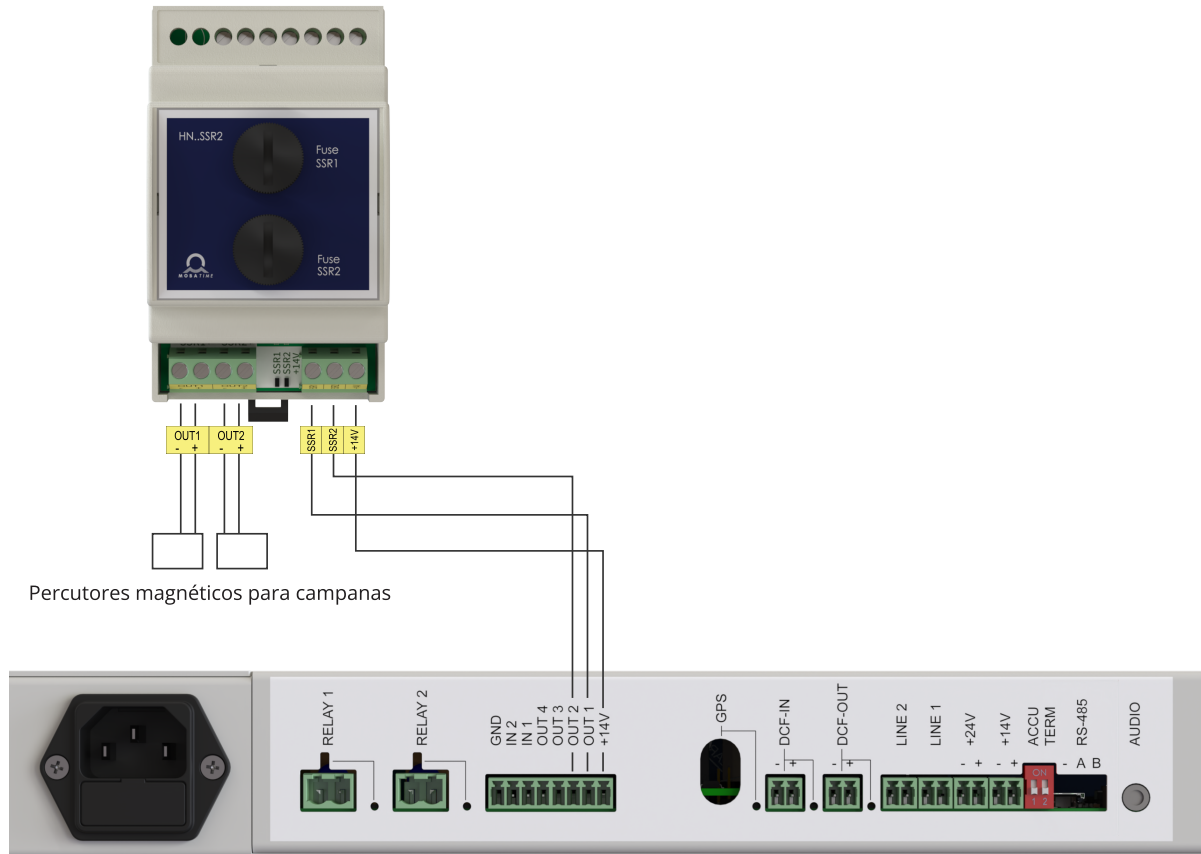 HN..SSR2
Fuse
SSR1
Fuse
SSR2
MOBATIME
SSR1
SSR2
+14V
OUT1
- +
OUT2
- +
SSR1
SSR2
+14V
Percutores magnéticos para campanas
RELAY 1
RELAY 2
GND
IN 2
IN 1
OUT 4
OUT 3
OUT 2
OUT 1
+14V
GPS
DCF-IN
- +
DCF-OUT
- +
LINE 2
LINE 1
+24V
- +
+14V
- +
ACCU
TERM
ON
1 2
RS-485
- A B
AUDIO